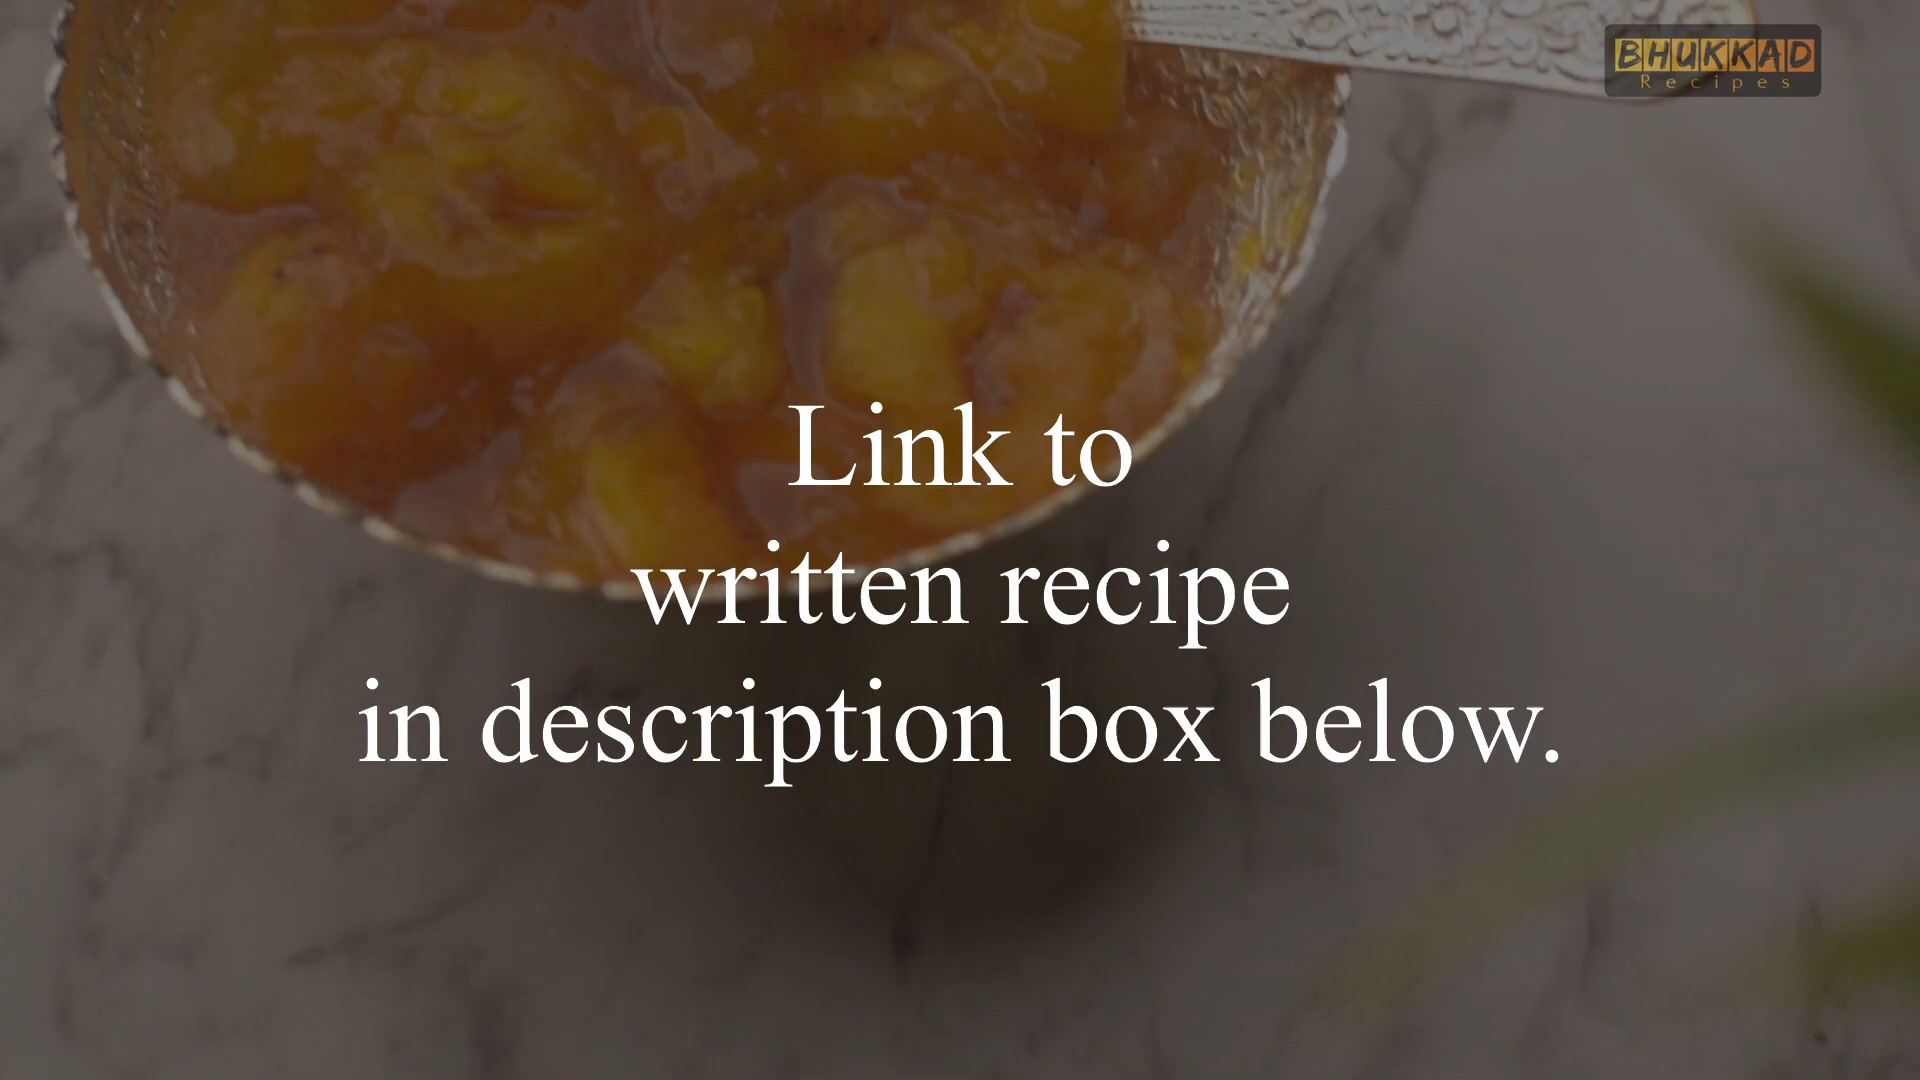 BHUKKAD
Recipes
Link to
written recipe
in description box below.